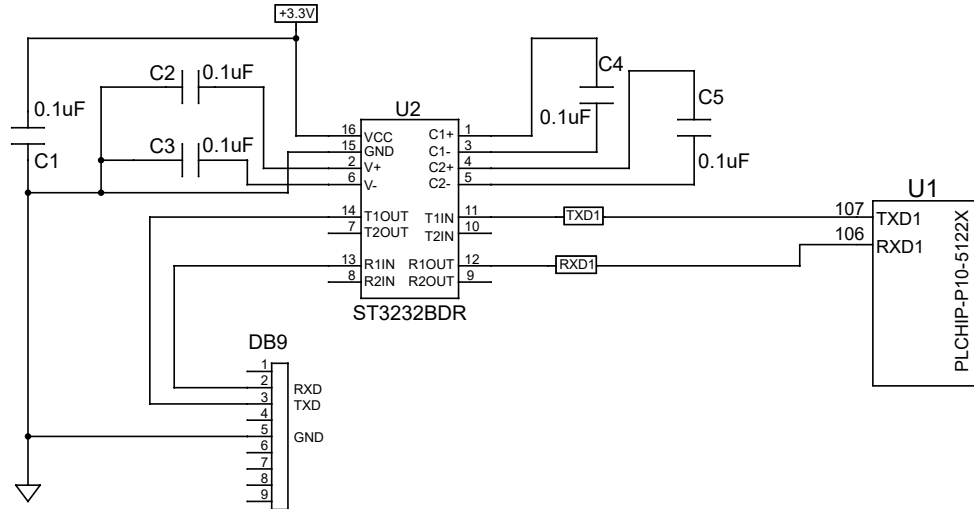 +3.3V
C2
0.1uF
C4
0.1uF
C5
0.1uF
0.1uF
C1
C3
0.1uF
0.1uF
U2
16
VCC
C1+
1
15
GND
C1-
3
2
V+
C2+
4
6
V-
C2-
5
14
T1OUT
T1IN
11
7
T2OUT
T2IN
10
13
R1IN
R1OUT
12
8
R2IN
R2OUT
9
ST3232BDR
TXD1
RXD1
U1
107
TXD1
106
RXD1
PLCHIP-P10-5122X
DB9
1
2
RXD
3
TXD
4
5
GND
6
7
8
9